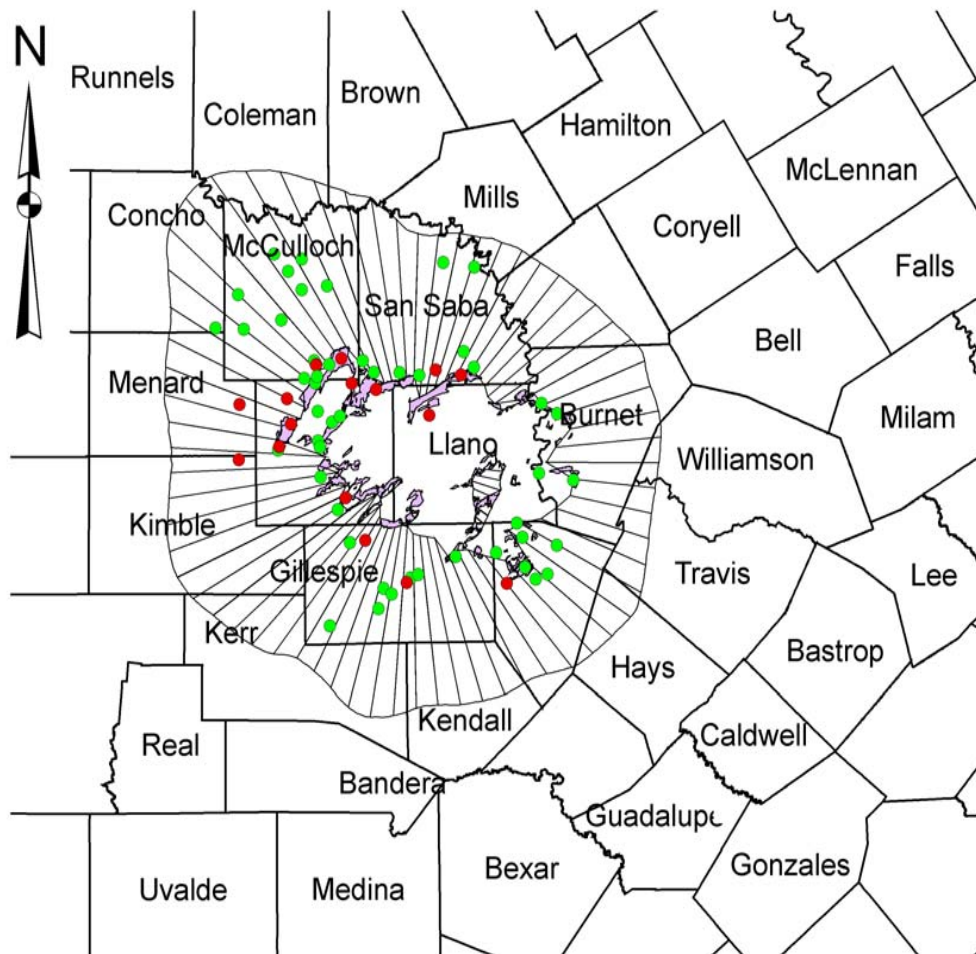 N
Runnels
Coleman
Brown
Hamilton
McLennan
Concho
McCulloch
Mills
Coryell
Falls
San Saba
Bell
Menard
Burnet
Milam
Llano
Williamson
Kimble
Gillespie
Travis
Lee
Kerr
Hays
Bastrop
Real
Kendall
Caldwell
Bandera
Guadalupe
Uvalde
Medina
Bexar
Gonzales